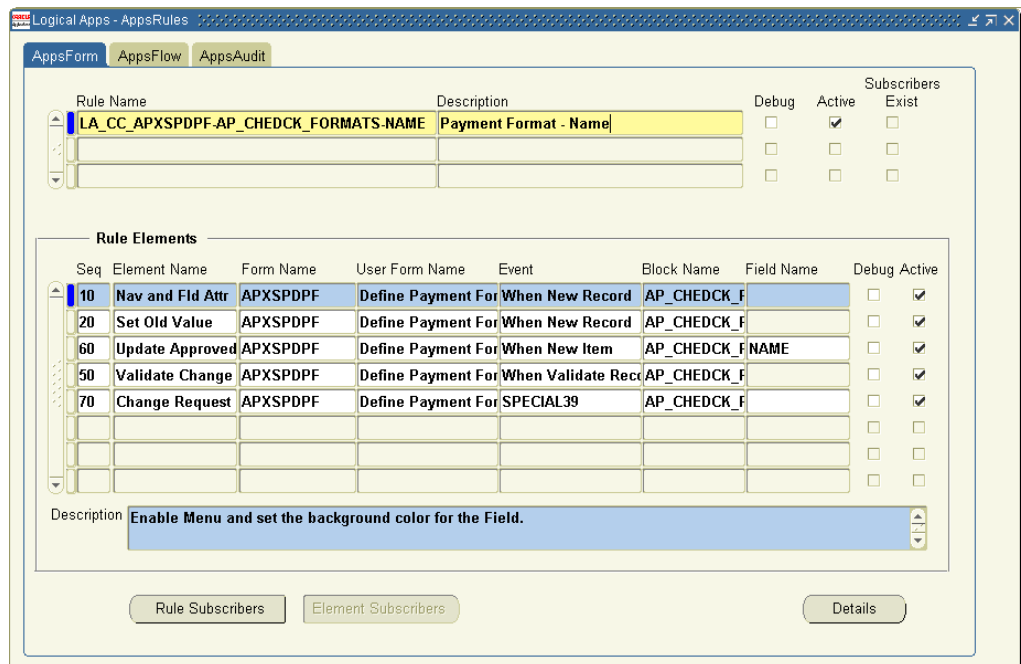 Logical Apps - AppsRules
AppsForm AppsFlow AppsAudit
Subscribers
Rule Name Description Debug Active Exist
LA_CC_APXSPDPF-AP_CHEDCK_FORMATS-NAME Payment Format - Name
Rule Elements
Seq Element Name Form Name User Form Name Event Block Name Field Name Debug Active
10 Nav and Fld Attr APXSPDPF Define Payment For When New Record AP_CHEDCK_F
20 Set Old Value APXSPDPF Define Payment For When New Record AP_CHEDCK_F
60 Update Approved APXSPDPF Define Payment For When New Item AP_CHEDCK_F NAME
50 Validate Change APXSPDPF Define Payment For When Validate Reco AP_CHEDCK_F
70 Change Request APXSPDPF Define Payment For SPECIAL39 AP_CHEDCK_F
Description Enable Menu and set the background color for the Field.
Rule Subscribers Element Subscribers Details